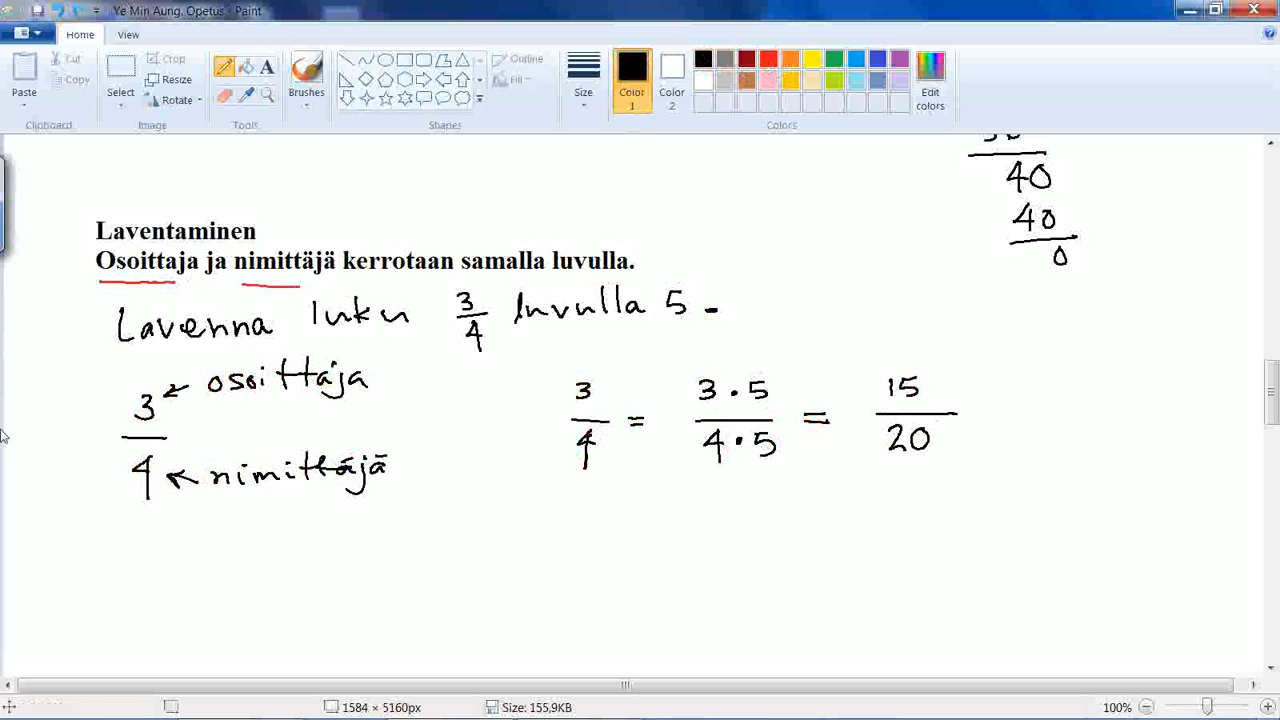 Ye Min Aung, Opetus - Paint
Home View
Paste
Cut
Copy
Clipboard
Select
Crop
Resize
Rotate
Image
Tools
Brushes
Shapes
Outline
Fill
Size
Color 1
Color 2
Colors
Edit colors
40
40
0
Laventaminen
Osoittaja ja nimittäjä kerrotaan samalla luvulla.
Lavenna luku 3/4 luvulla 5 -
3 ← osoittaja
4 ← nimittäjä
3/4 = 3·5/4·5 = 15/20
1584 × 5160px
Size: 155,9KB
100%